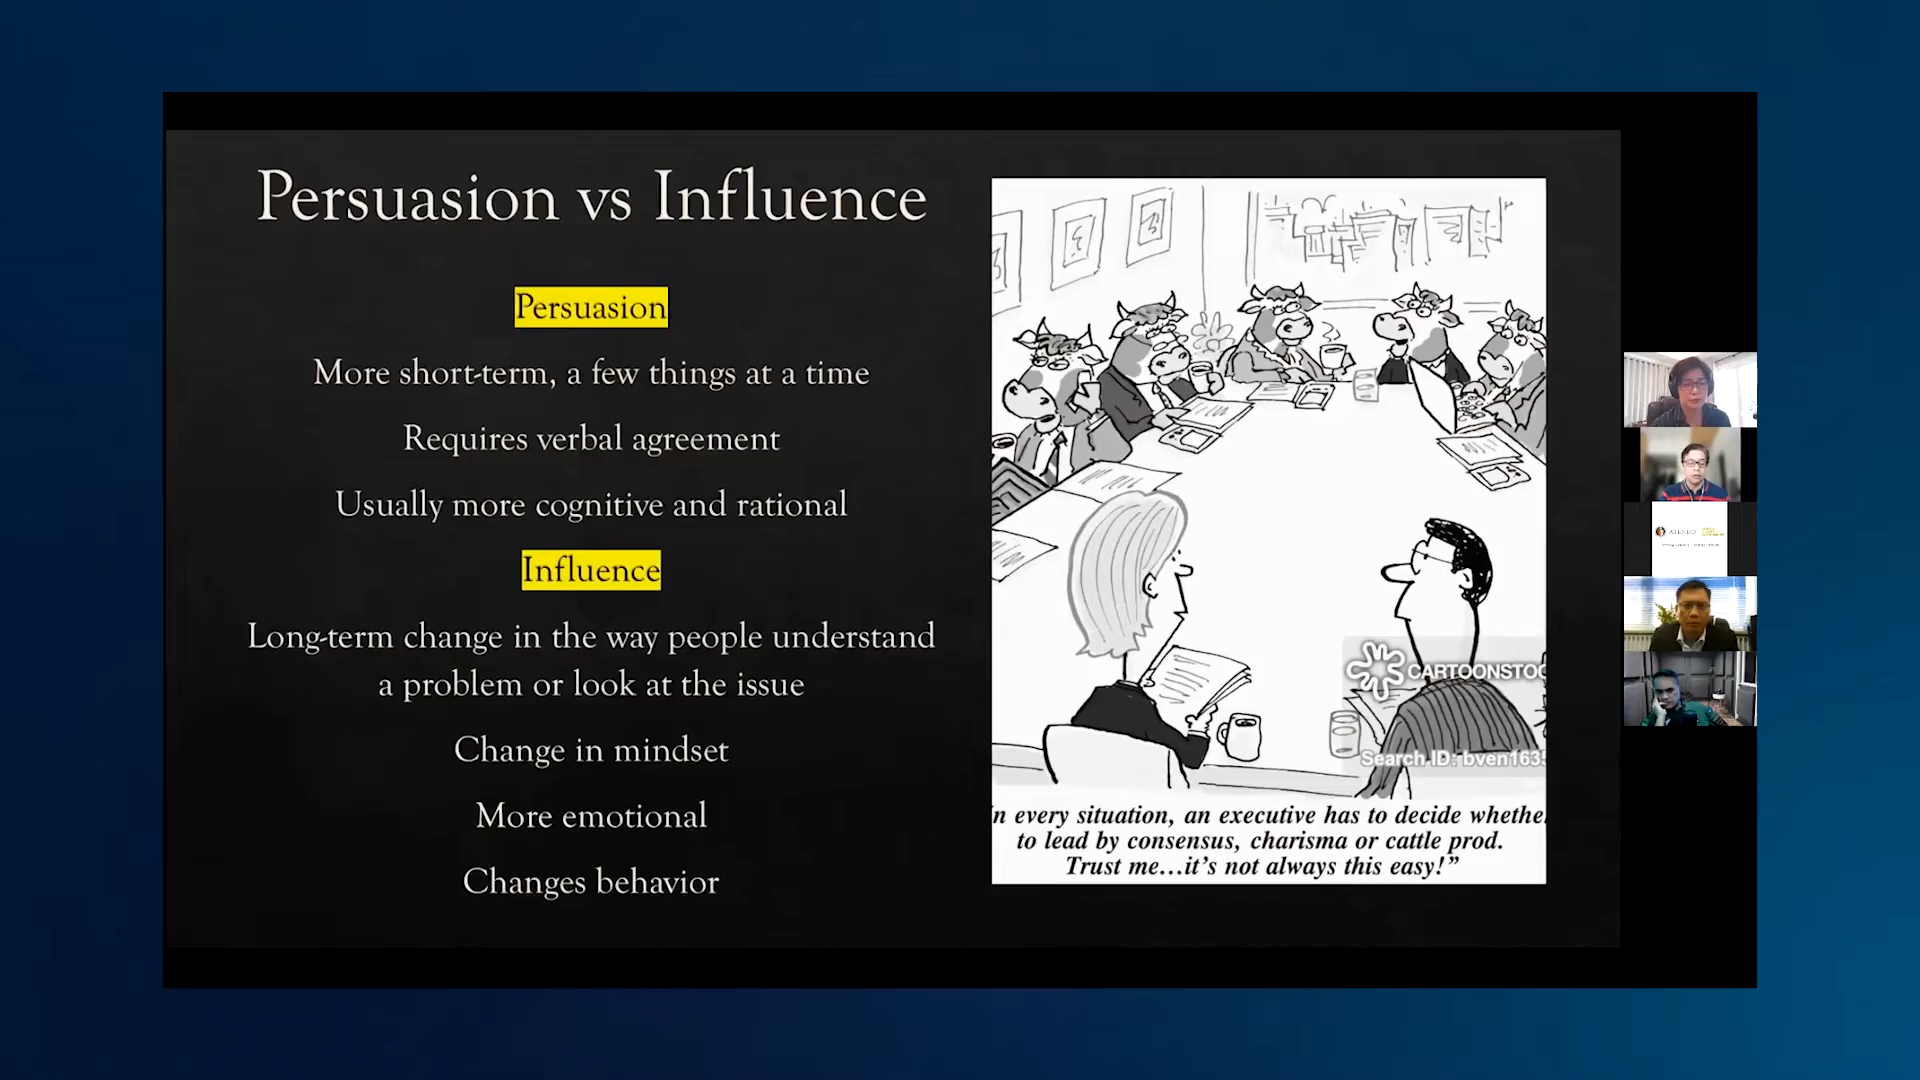 Persuasion vs Influence
Persuasion
More short-term, a few things at a time
Requires verbal agreement
Usually more cognitive and rational
Influence
Long-term change in the way people understand
a problem or look at the issue
Change in mindset
More emotional
Changes behavior
CARTOONSTOC
Search ID: bven163
n every situation, an executive has to decide whether
to lead by consensus, charisma or cattle prod.
Trust me...it's not always this easy!"
ATENEO